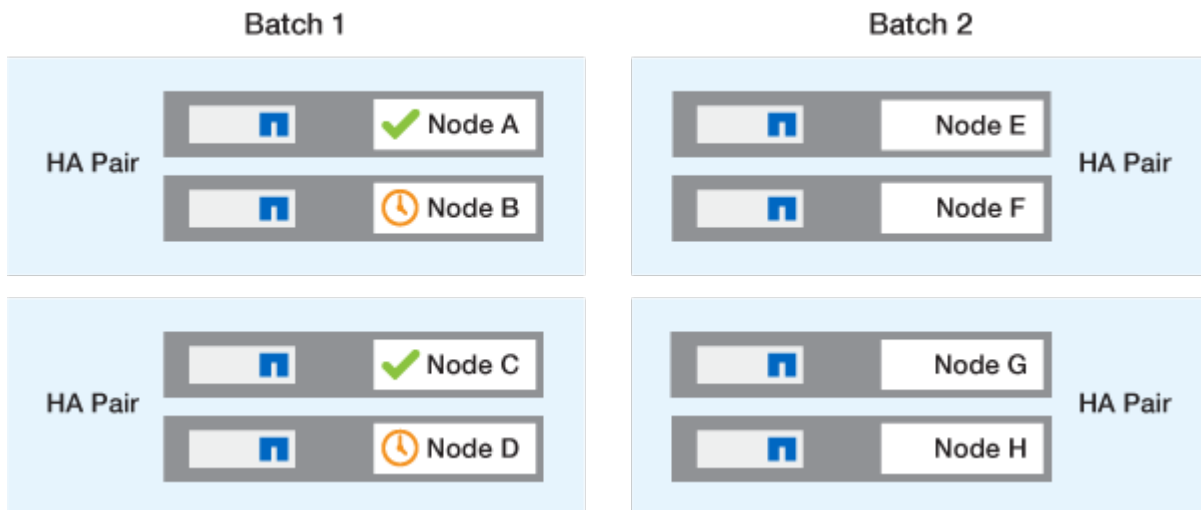 Batch 1
Batch 2
HA Pair
Node A
Node B
Node E
Node F
HA Pair
HA Pair
Node C
Node D
Node G
Node H
HA Pair